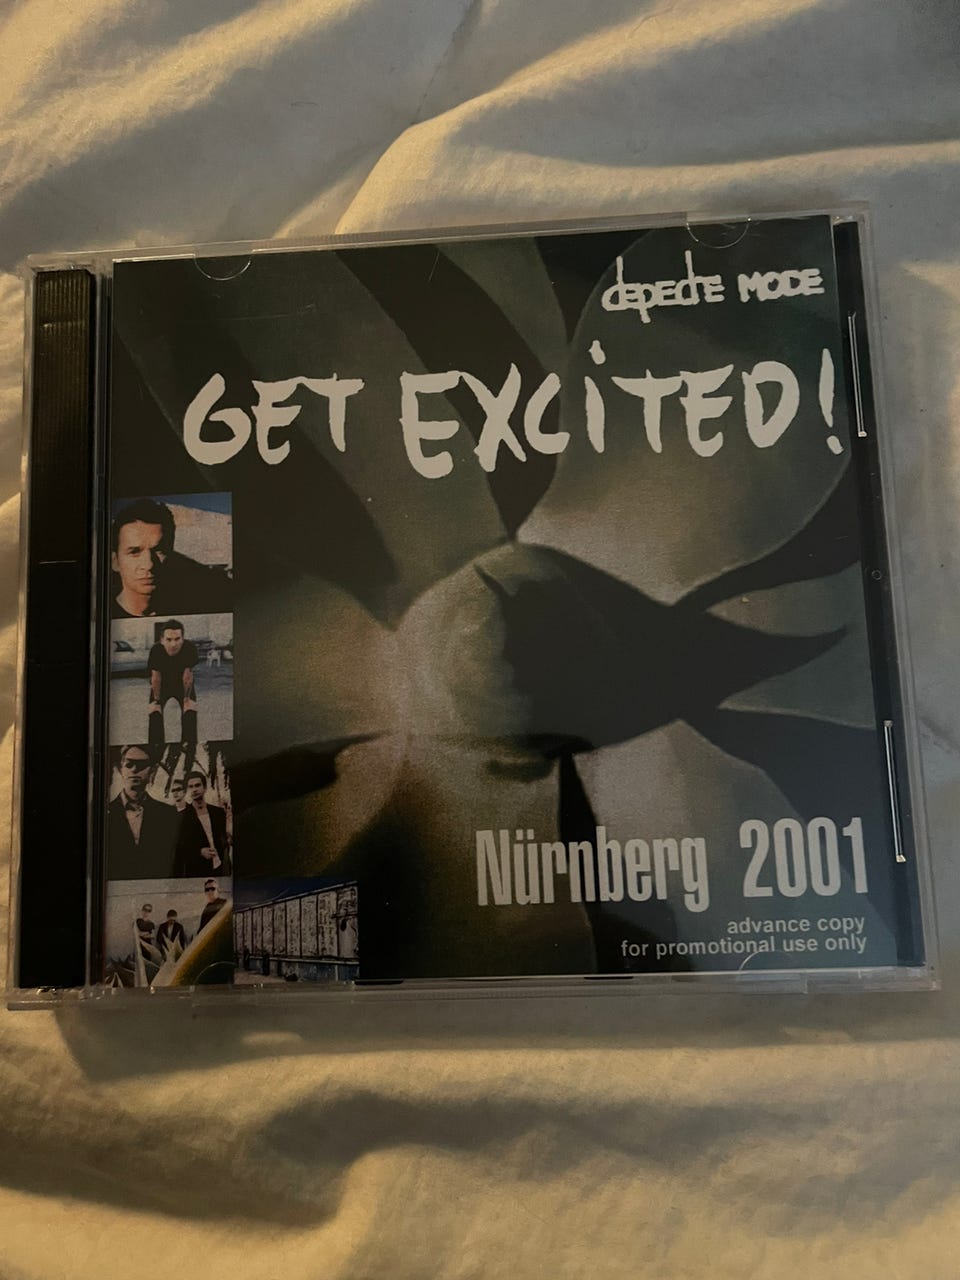 depeche MODE
GET EXCiTED!
Nürnberg 2001
advance copy
for promotional use only